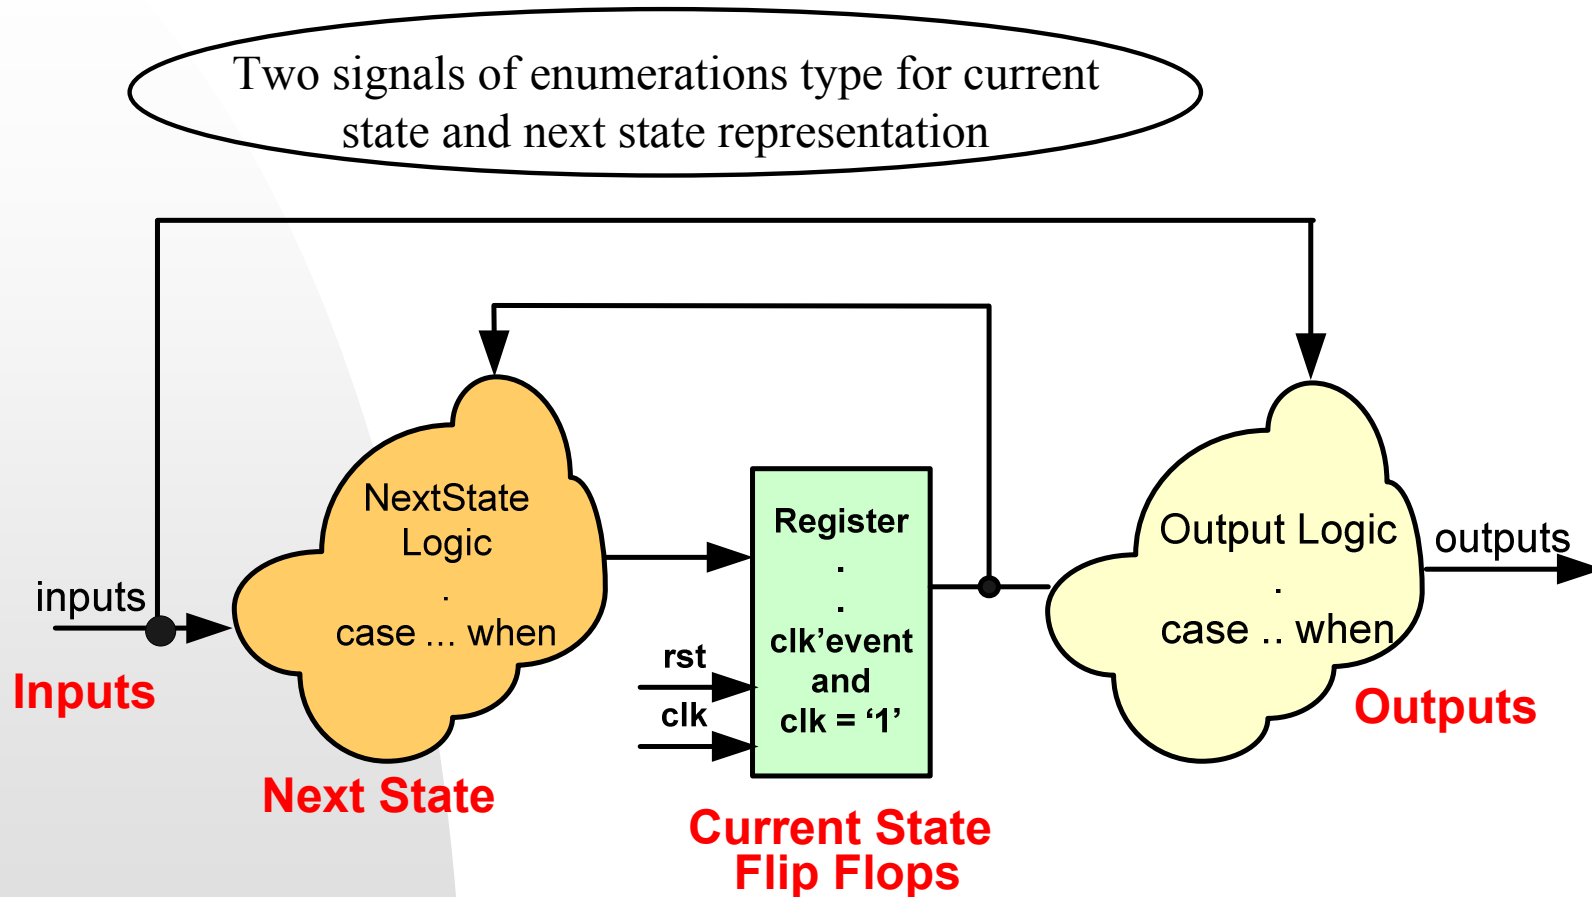 Two signals of enumerations type for current
state and next state representation
NextState
Logic
.
case ... when
inputs
Inputs
Next State
Register
.
.
clk’event
and
clk = ‘1’
rst
clk
Current State
Flip Flops
Output Logic
.
case .. when
outputs
Outputs